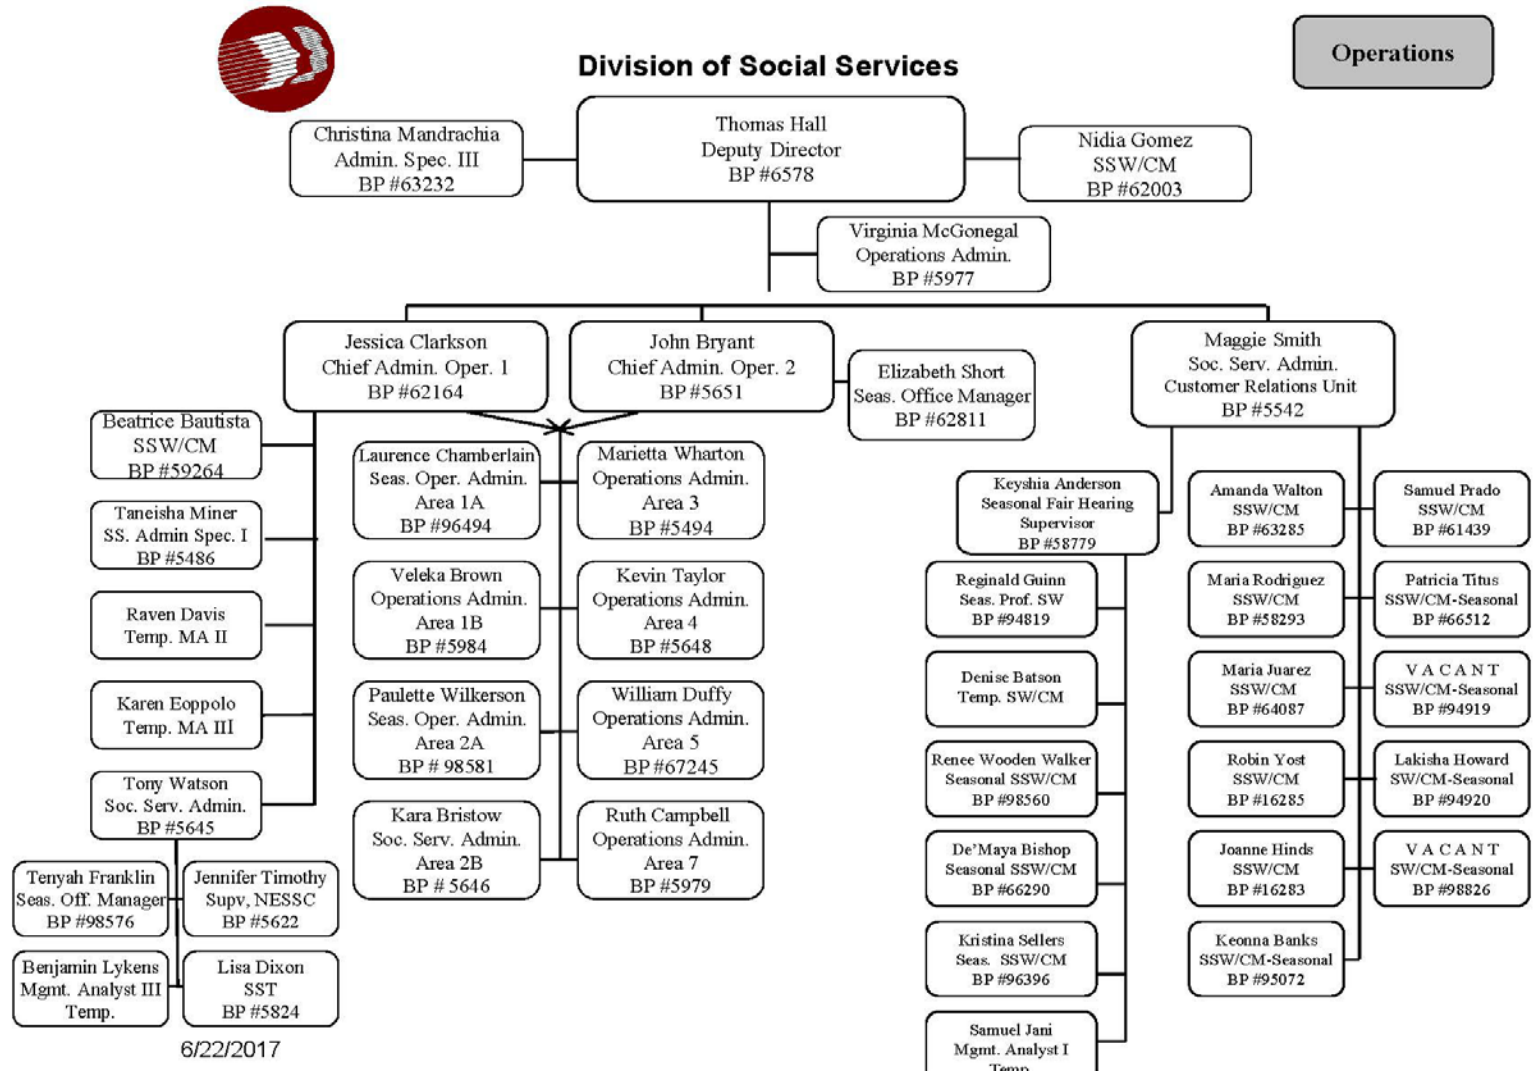 Division of Social Services
Operations
Christina Mandrachia
Admin. Spec. III
BP #63232
Thomas Hall
Deputy Director
BP #6578
Nidia Gomez
SSW/CM
BP #62003
Virginia McGonegal
Operations Admin.
BP #5977
Jessica Clarkson
Chief Admin. Oper. 1
BP #62164
John Bryant
Chief Admin. Oper. 2
BP #5651
Elizabeth Short
Seas. Office Manager
BP #62811
Maggie Smith
Soc. Serv. Admin.
Customer Relations Unit
BP #5542
Beatrice Bautista
SSW/CM
BP #59264
Taneisha Miner
SS. Admin Spec. I
BP #5486
Raven Davis
Temp. MA II
Karen Eoppolo
Temp. MA III
Tony Watson
Soc. Serv. Admin.
BP #5645
Tenyah Franklin
Seas. Off. Manager
BP #98576
Jennifer Timothy
Supv, NESSC
BP #5622
Benjamin Lykens
Mgmt. Analyst III
Temp.
Lisa Dixon
SST
BP #5824
Laurence Chamberlain
Seas. Oper. Admin.
Area 1A
BP #96494
Marietta Wharton
Operations Admin.
Area 3
BP #5494
Veleka Brown
Operations Admin.
Area 1B
BP #5984
Kevin Taylor
Operations Admin.
Area 4
BP #5648
Paulette Wilkerson
Seas. Oper. Admin.
Area 2A
BP # 98581
William Duffy
Operations Admin.
Area 5
BP #67245
Kara Bristow
Soc. Serv. Admin.
Area 2B
BP # 5646
Ruth Campbell
Operations Admin.
Area 7
BP #5979
Keyshia Anderson
Seasonal Fair Hearing
Supervisor
BP #58779
Reginald Guinn
Seas. Prof. SW
BP #94819
Denise Batson
Temp. SW/CM
Renee Wooden Walker
Seasonal SSW/CM
BP #98560
De'Maya Bishop
Seasonal SSW/CM
BP #66290
Kristina Sellers
Seas. SSW/CM
BP #96396
Samuel Jani
Mgmt. Analyst I
Temp.
Amanda Walton
SSW/CM
BP #63285
Samuel Prado
SSW/CM
BP #61439
Maria Rodriguez
SSW/CM
BP #58293
Patricia Titus
SSW/CM-Seasonal
BP #66512
Maria Juarez
SSW/CM
BP #64087
V A C A N T
SSW/CM-Seasonal
BP #94919
Robin Yost
SSW/CM
BP #16285
Lakisha Howard
SW/CM-Seasonal
BP #94920
Joanne Hinds
SSW/CM
BP #16283
V A C A N T
SW/CM-Seasonal
BP #98826
Keonna Banks
SSW/CM-Seasonal
BP #95072
6/22/2017